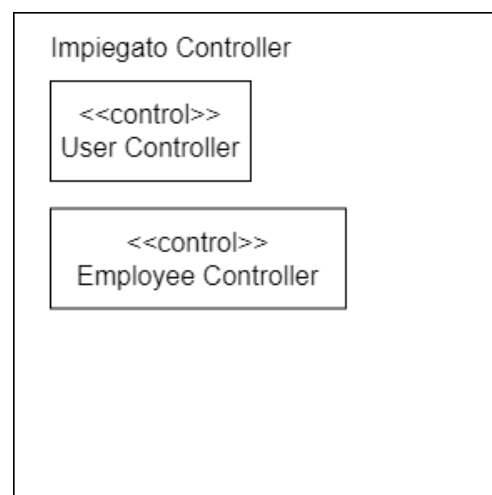 Impiegato Controller
<<control>>
User Controller
<<control>>
Employee Controller